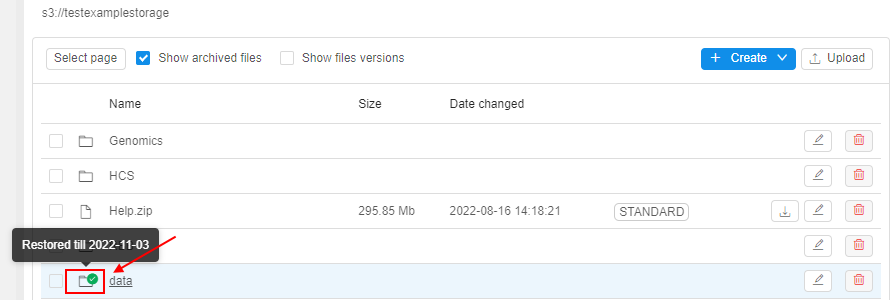 s3://testexamplestorage
Select page Show archived files Show files versions Create Upload
Name Size Date changed
Genomics
HCS
Help.zip 295.85 Mb 2022-08-16 14:18:21 STANDARD
Restored till 2022-11-03
data